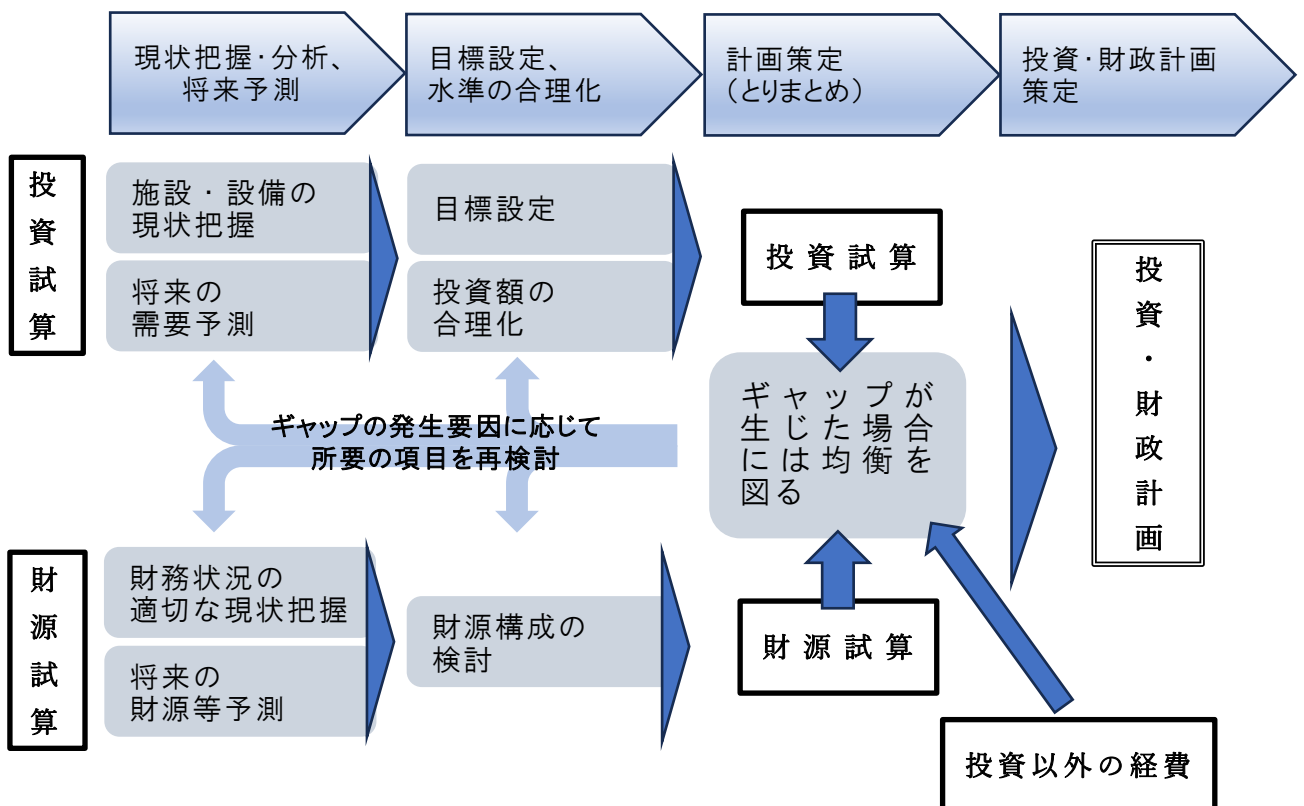 現状把握・分析、
将来予測
目標設定、
水準の合理化
計画策定
(とりまとめ)
投資・財政計画
策定
投資試算
施設・設備の
現状把握
将来の
需要予測
目標設定
投資額の
合理化
投資試算
ギャップが
生じた場合
には均衡を
図る
投資・財政計画
ギャップの発生要因に応じて
所要の項目を再検討
財源試算
財務状況の
適切な現状把握
将来の
財源等予測
財源構成の
検討
財源試算
投資以外の経費